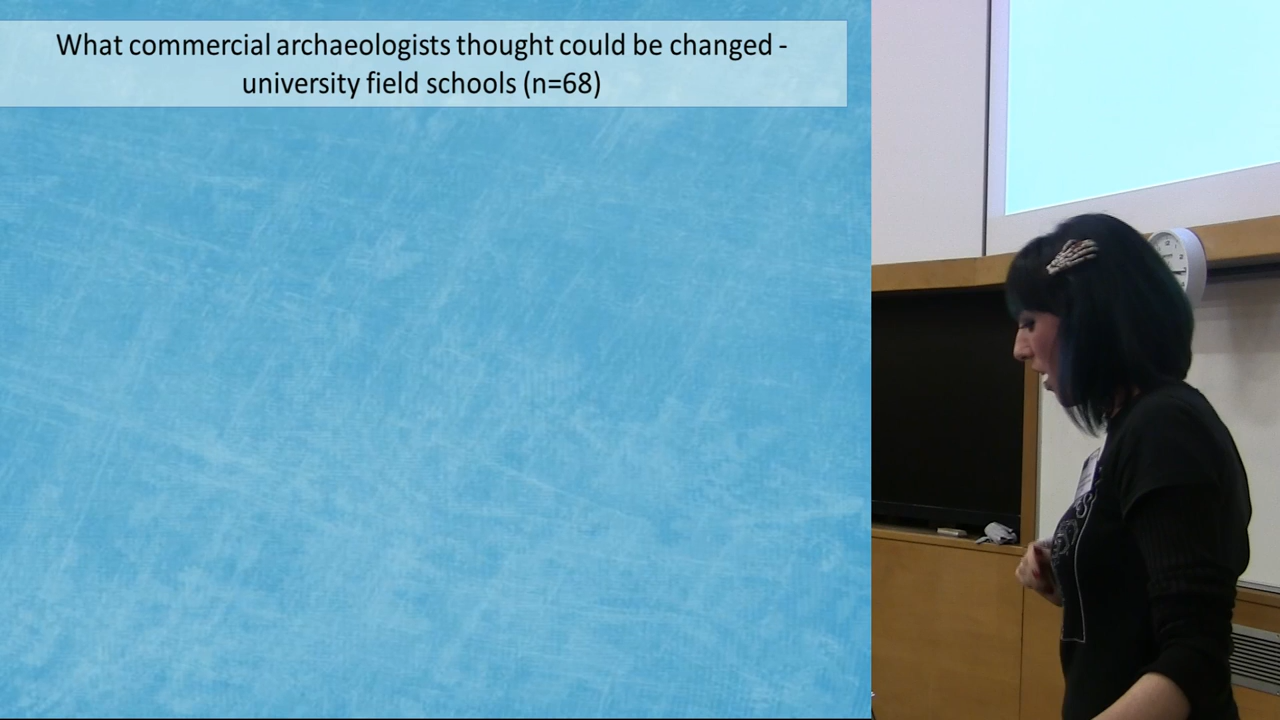 What commercial archaeologists thought could be changed -
university field schools (n=68)